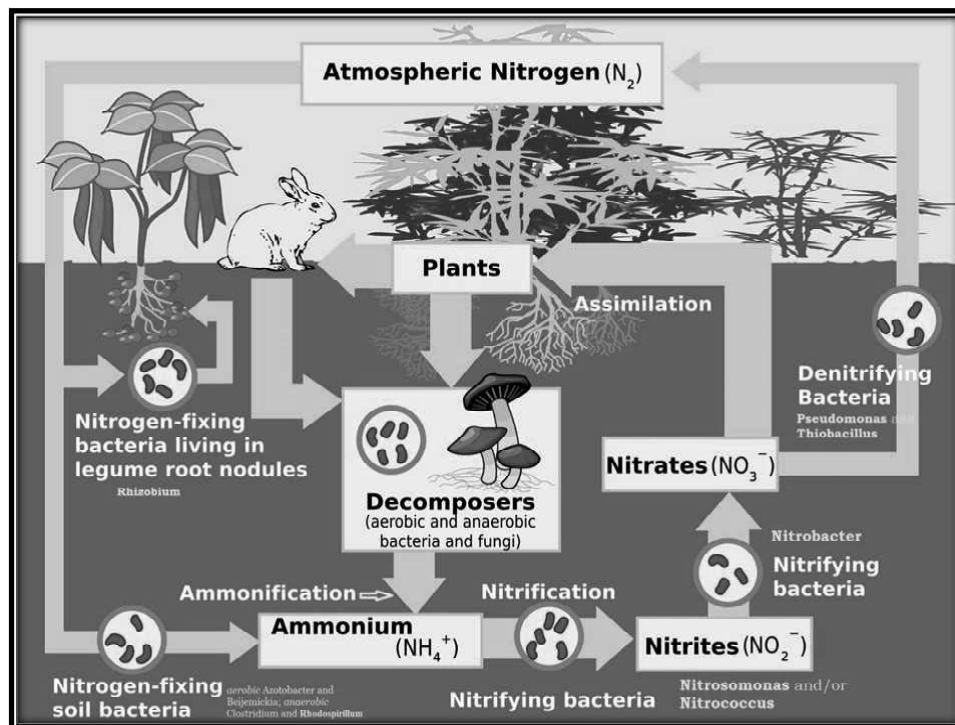 Atmospheric Nitrogen (N₂)
Plants
Assimilation
Denitrifying
Bacteria
Pseudomonas
Thiobacillus
Nitrogen-fixing
bacteria living in
legume root nodules
Rhizobium
Decomposers
(aerobic and anaerobic
bacteria and fungi)
Nitrates (NO₃⁻)
Nitrobacter
Nitrifying
bacteria
Ammonification
Nitrification
Ammonium
(NH₄⁺)
Nitrites (NO₂⁻)
Nitrogen-fixing
soil bacteria
aerobic Azotobacter and
Beijemickia; anaerobic
Clostridium and Rhodospirillum
Nitrifying bacteria
Nitrosomonas and/or
Nitrococcus